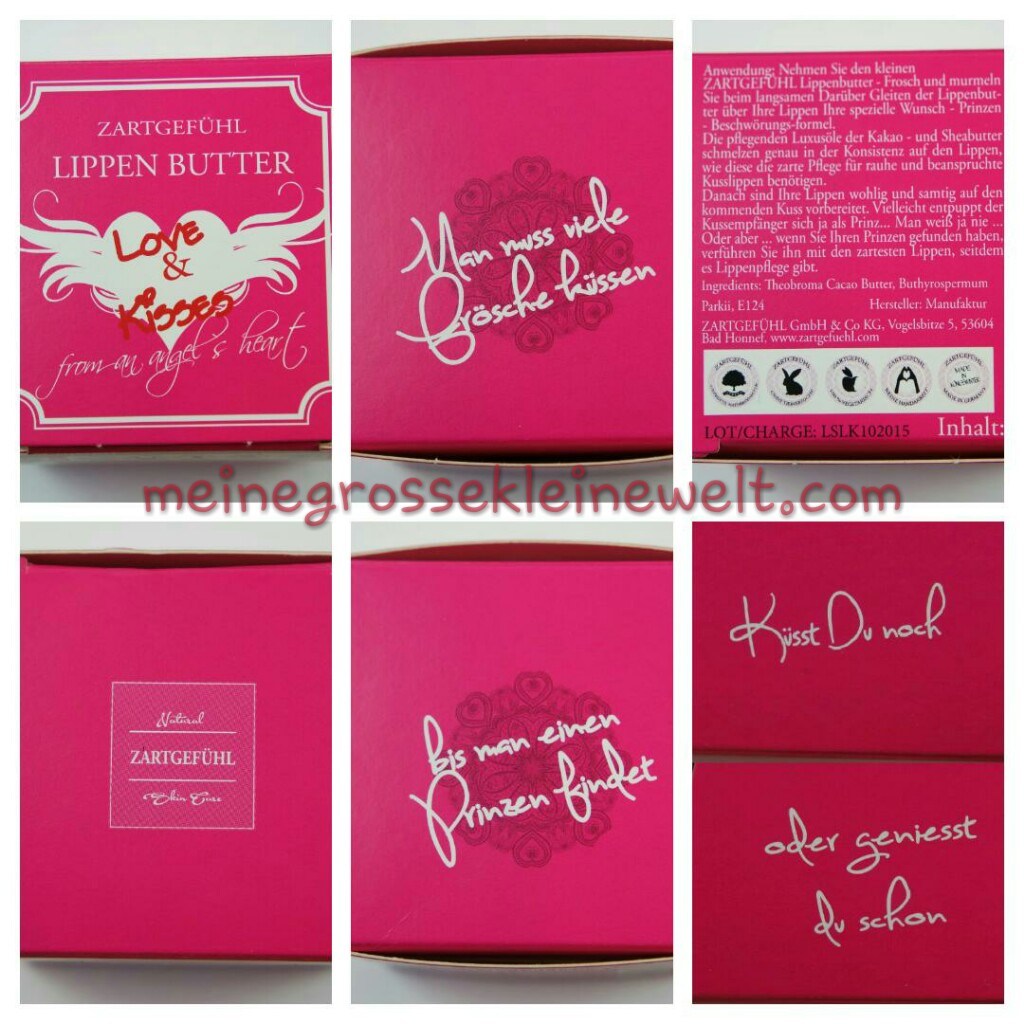 ZARTGEFÜHL
LIPPEN BUTTER
LOVE
&
KISSES
from an angel's heart
Man muss viele
Frösche küssen
Anwendung: Nehmen Sie den kleinen
ZARTGEFÜHL Lippenbutter - Frosch und murmeln
Sie beim langsamen Darüber Gleiten der Lippenbut-
ter über Ihre Lippen Ihre spezielle Wunsch - Prinzen
- Beschwörungs-formel.
Die pflegenden Luxusöle der Kakao - und Sheabutter
schmelzen genau in der Konsistenz auf den Lippen,
wie diese die zarte Pflege für rauhe und beanspruchte
Kusslippen benötigen.
Danach sind Ihre Lippen wohlig und samtig auf den
kommenden Kuss vorbereitet. Vielleicht entpuppt der
Kussempfänger sich ja als Prinz... Man weiß ja nie ...
Oder aber ... wenn Sie Ihren Prinzen gefunden haben,
verführen Sie ihn mit den zartesten Lippen, seitdem
es Lippenpflege gibt.
Ingredients: Theobroma Cacao Butter, Buthyrospermum
Parkii, E124 Hersteller: Manufaktur
ZARTGEFÜHL GmbH & Co KG, Vogelsbitze 5, 53604
Bad Honnef, www.zartgefuehl.com
ZARTGEFÜHL ZARTGEFÜHL ZARTGEFÜHL ZARTGEFÜHL ZARTGEFÜHL
MADE IN GERMANY
LOT/CHARGE: LSLK102015 Inhalt:
meinegrossekleinewelt.com
Natural
ZARTGEFÜHL
Skin Care
bis man einen
Prinzen findet
Küsst Du noch
oder geniesst
du schon